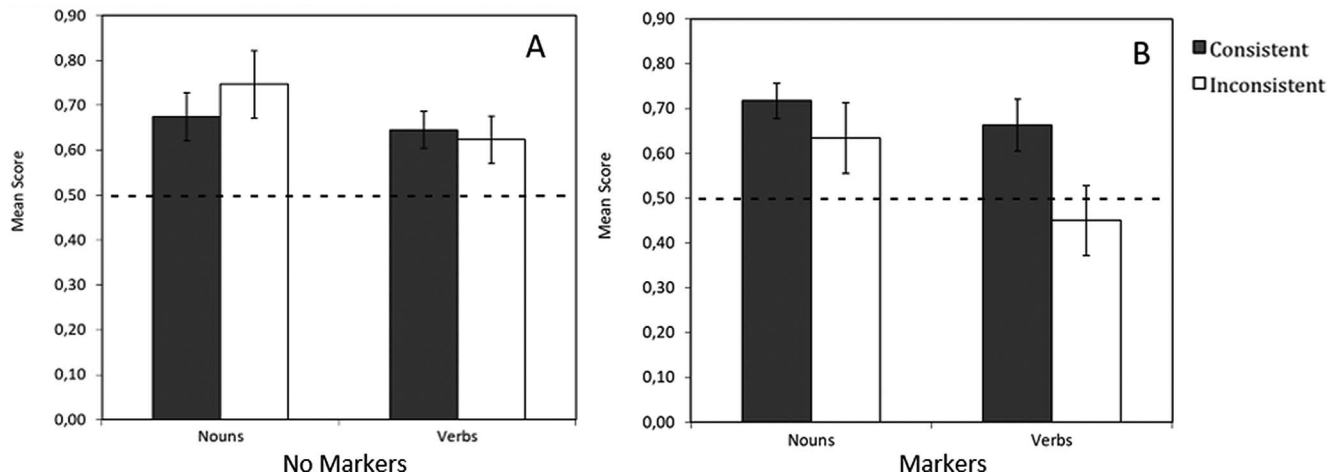 A
Mean Score
0,90
0,80
0,70
0,60
0,50
0,40
0,30
0,20
0,10
0,00
Nouns Verbs
No Markers
B
Mean Score
0,90
0,80
0,70
0,60
0,50
0,40
0,30
0,20
0,10
0,00
Nouns Verbs
Markers
Consistent
Inconsistent